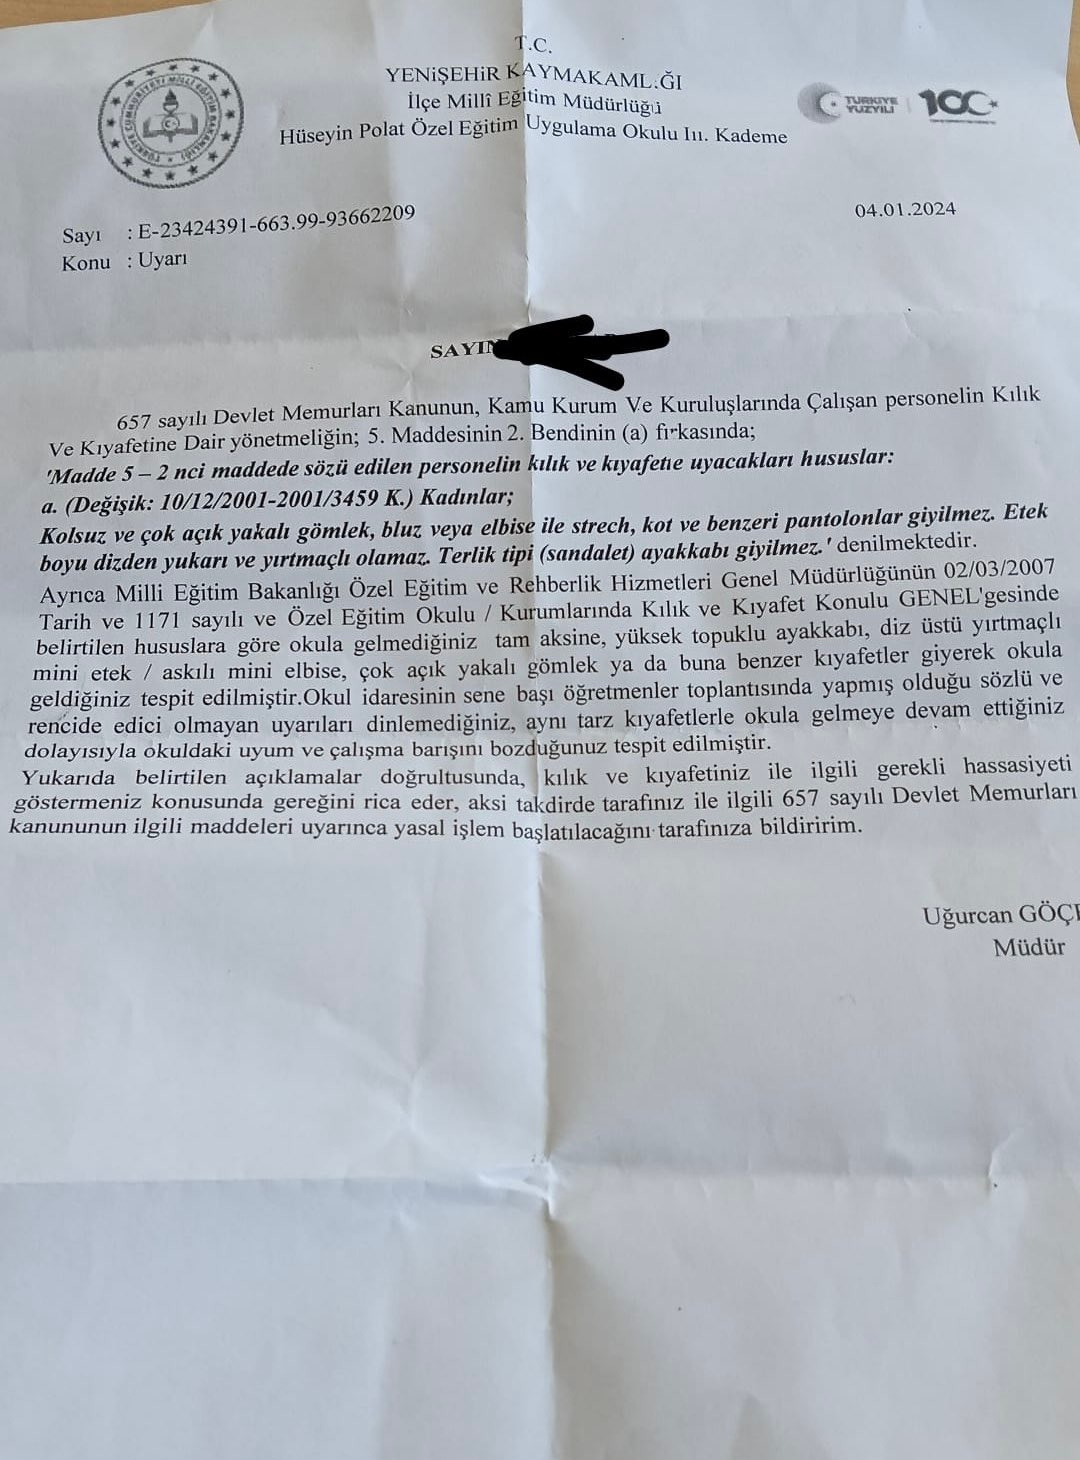 T.C.
YENİŞEHİR KAYMAKAML.ĞI
İlçe Millî Eğitim Müdürlüğü
Hüseyin Polat Özel Eğitim Uygulama Okulu III. Kademe
TÜRKİYE YÜZYILI 100
Sayı : E-23424391-663.99-93662209
04.01.2024
Konu : Uyarı
SAYIN
657 sayılı Devlet Memurları Kanunun, Kamu Kurum Ve Kuruluşlarında Çalışan personelin Kılık
Ve Kıyafetine Dair yönetmeliğin; 5. Maddesinin 2. Bendinin (a) fırkasında;
'Madde 5 – 2 nci maddede sözü edilen personelin kılık ve kıyafette uyacakları hususlar:
a. (Değişik: 10/12/2001-2001/3459 K.) Kadınlar;
Kolsuz ve çok açık yakalı gömlek, bluz veya elbise ile strech, kot ve benzeri pantolonlar giyilmez. Etek
boyu dizden yukarı ve yırtmaçlı olamaz. Terlik tipi (sandalet) ayakkabı giyilmez.' denilmektedir.
Ayrıca Milli Eğitim Bakanlığı Özel Eğitim ve Rehberlik Hizmetleri Genel Müdürlüğünün 02/03/2007
Tarih ve 1171 sayılı ve Özel Eğitim Okulu / Kurumlarında Kılık ve Kıyafet Konulu GENEL'gesinde
belirtilen hususlara göre okula gelmediğiniz tam aksine, yüksek topuklu ayakkabı, diz üstü yırtmaçlı
mini etek / askılı mini elbise, çok açık yakalı gömlek ya da buna benzer kıyafetler giyerek okula
geldiğiniz tespit edilmiştir.Okul idaresinin sene başı öğretmenler toplantısında yapmış olduğu sözlü ve
rencide edici olmayan uyarıları dinlemediğiniz, aynı tarz kıyafetlerle okula gelmeye devam ettiğiniz
dolayısıyla okuldaki uyum ve çalışma barışını bozduğunuz tespit edilmiştir.
Yukarıda belirtilen açıklamalar doğrultusunda, kılık ve kıyafetiniz ile ilgili gerekli hassasiyeti
göstermeniz konusunda gereğini rica eder, aksi takdirde tarafınız ile ilgili 657 sayılı Devlet Memurları
kanununun ilgili maddeleri uyarınca yasal işlem başlatılacağını tarafınıza bildiririm.
Uğurcan
Müdür